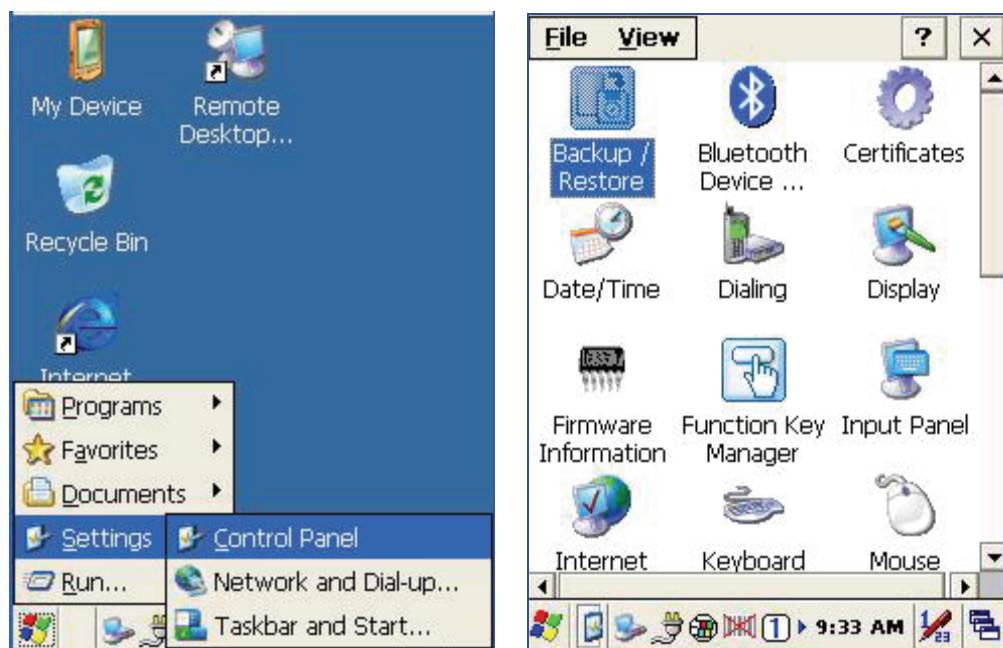 My Device
Remote
Desktop...
Recycle Bin
Internet
Programs
Favorites
Documents
Settings
Run...
Control Panel
Network and Dial-up...
Taskbar and Start...
File View ? ×
Backup /
Restore
Bluetooth
Device ...
Certificates
Date/Time
Dialing
Display
Firmware
Information
Function Key
Manager
Input Panel
Internet
Keyboard
Mouse
1
9:33 AM